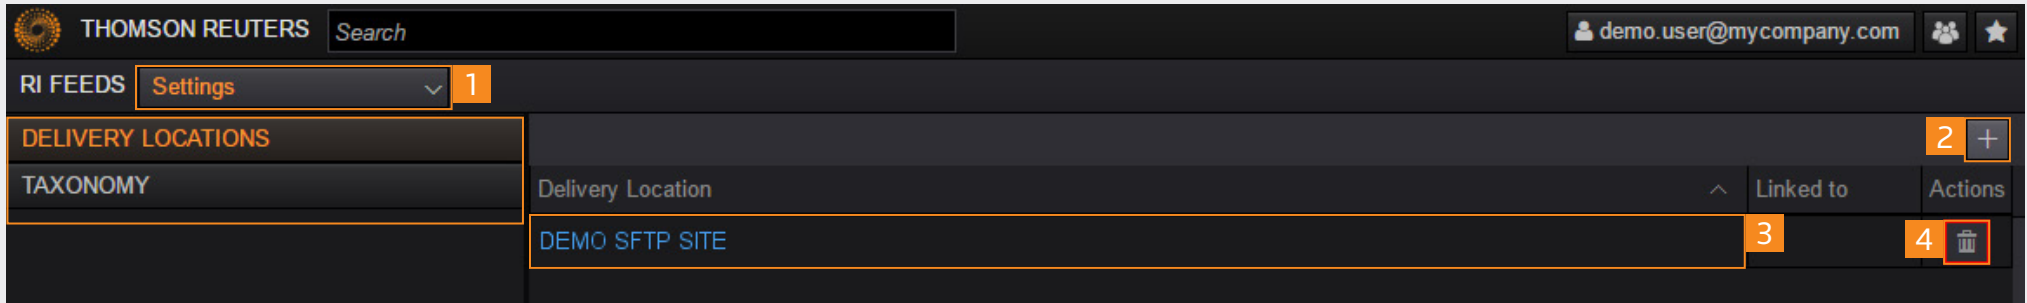 THOMSON REUTERS Search demo.user@mycompany.com
RI FEEDS Settings 1
DELIVERY LOCATIONS 2 +
TAXONOMY Delivery Location Linked to Actions
DEMO SFTP SITE 3 4